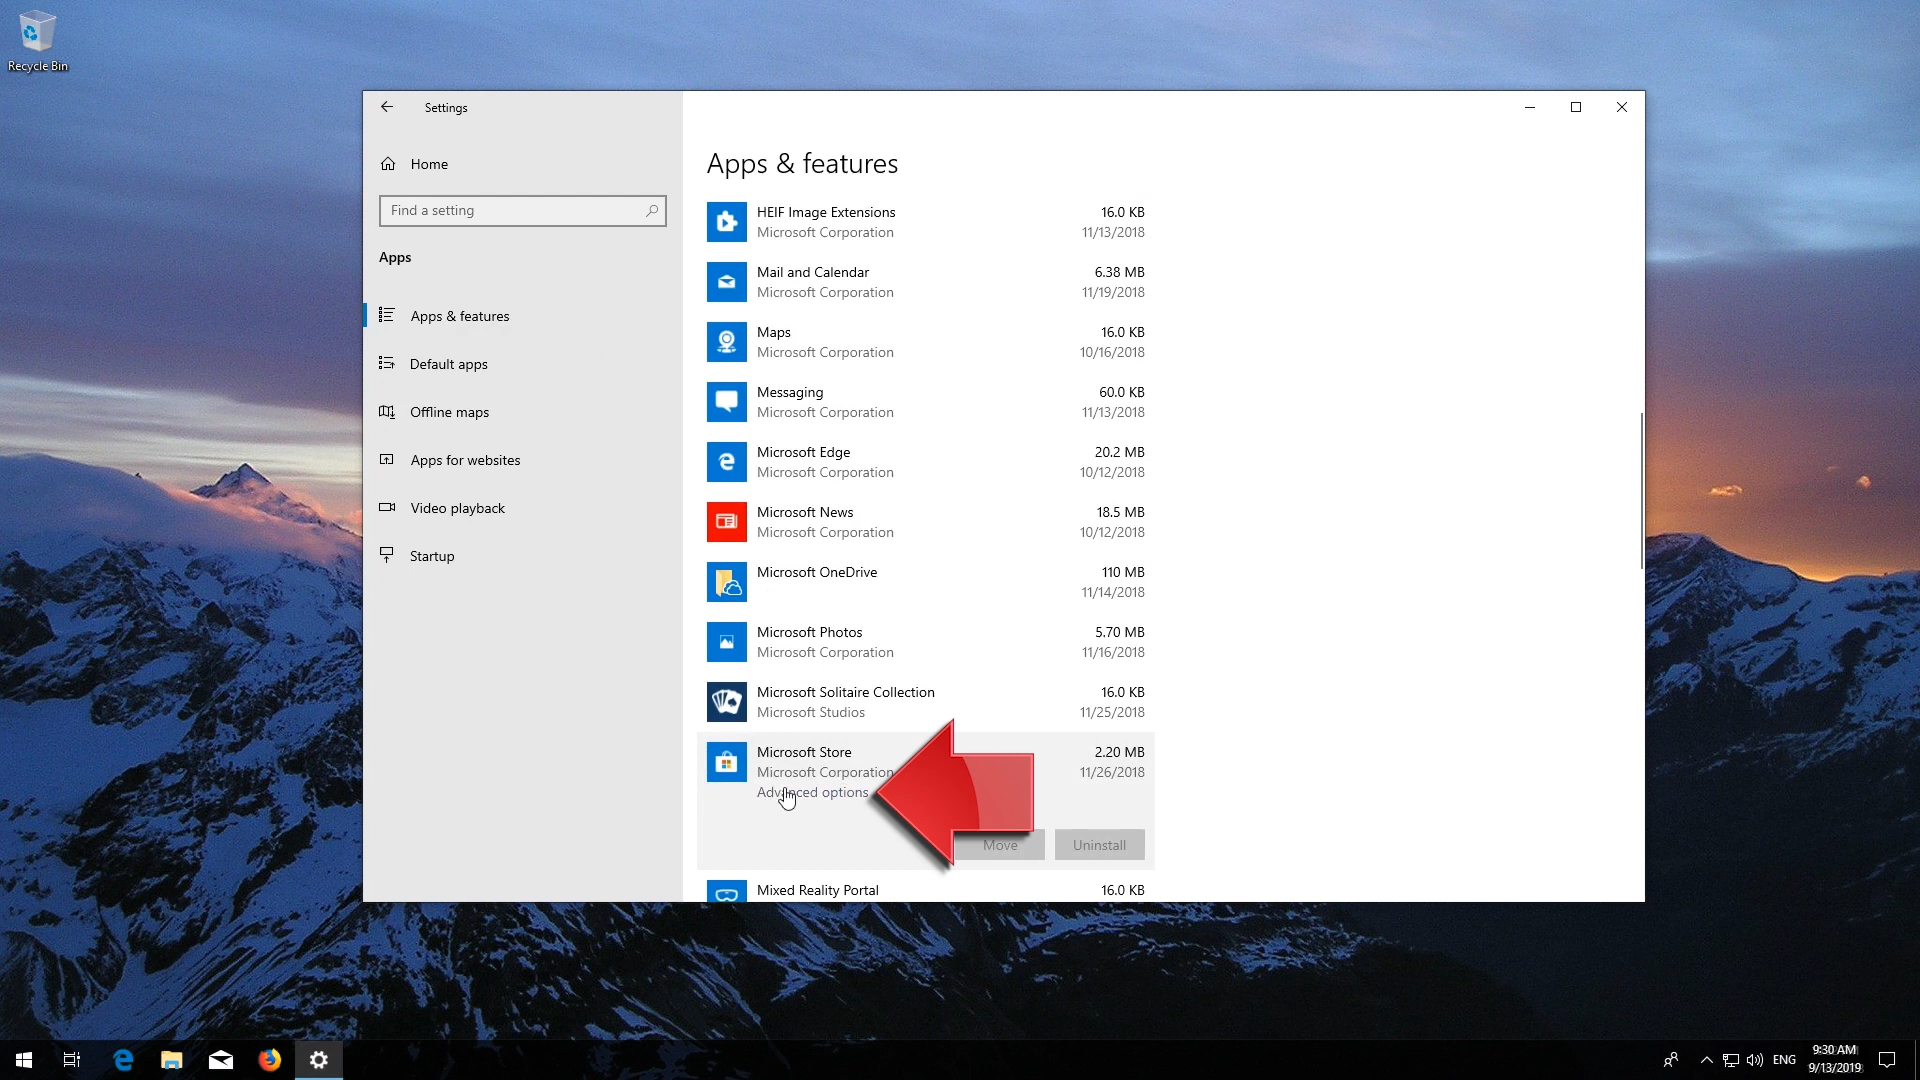 Recycle Bin
Settings
Home
Find a setting
Apps
Apps & features
Default apps
Offline maps
Apps for websites
Video playback
Startup
Apps & features
HEIF Image Extensions 16.0 KB
Microsoft Corporation 11/13/2018
Mail and Calendar 6.38 MB
Microsoft Corporation 11/19/2018
Maps 16.0 KB
Microsoft Corporation 10/16/2018
Messaging 60.0 KB
Microsoft Corporation 11/13/2018
Microsoft Edge 20.2 MB
Microsoft Corporation 10/12/2018
Microsoft News 18.5 MB
Microsoft Corporation 10/12/2018
Microsoft OneDrive 110 MB
11/14/2018
Microsoft Photos 5.70 MB
Microsoft Corporation 11/16/2018
Microsoft Solitaire Collection 16.0 KB
Microsoft Studios 11/25/2018
Microsoft Store 2.20 MB
Microsoft Corporation 11/26/2018
Advanced options
Move Uninstall
Mixed Reality Portal 16.0 KB
ENG
9:30 AM
9/13/2019